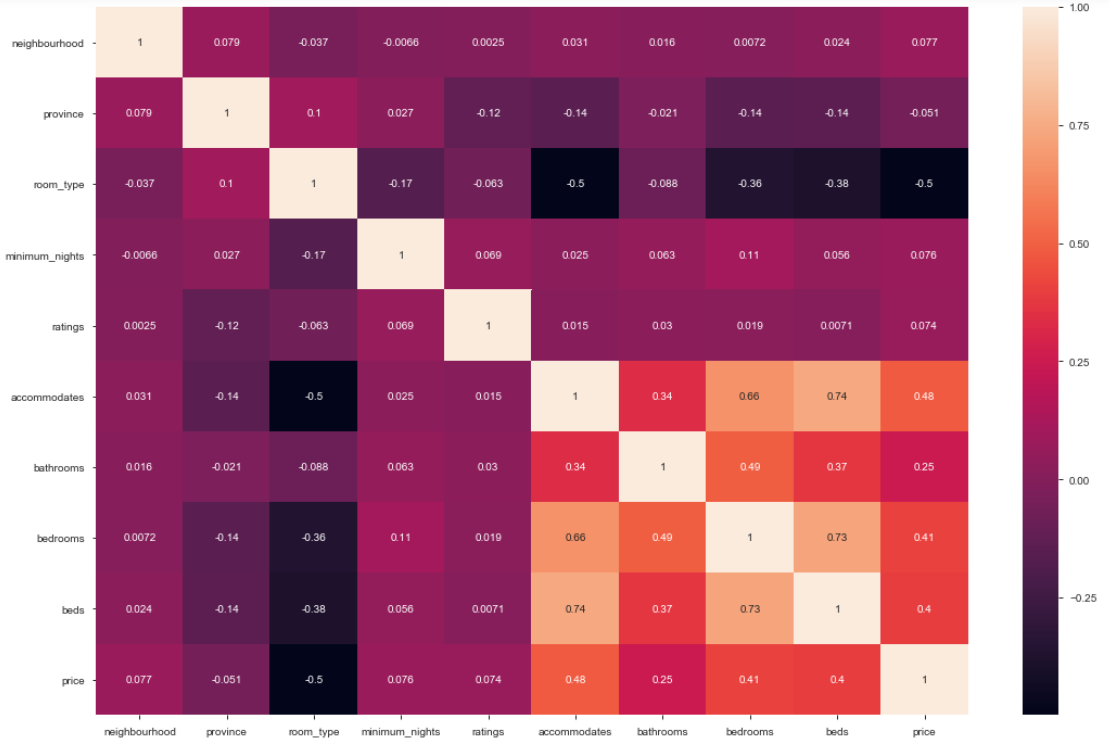 neighbourhood 1 0.079 -0.037 -0.0066 0.0025 0.031 0.016 0.0072 0.024 0.077
province 0.079 1 0.1 0.027 -0.12 -0.14 -0.021 -0.14 -0.14 -0.051
room_type -0.037 0.1 1 -0.17 -0.063 -0.5 -0.088 -0.36 -0.38 -0.5
minimum_nights -0.0066 0.027 -0.17 1 0.069 0.025 0.063 0.11 0.056 0.076
ratings 0.0025 -0.12 -0.063 0.069 1 0.015 0.03 0.019 0.0071 0.074
accommodates 0.031 -0.14 -0.5 0.025 0.015 1 0.34 0.66 0.74 0.48
bathrooms 0.016 -0.021 -0.088 0.063 0.03 0.34 1 0.49 0.37 0.25
bedrooms 0.0072 -0.14 -0.36 0.11 0.019 0.66 0.49 1 0.73 0.41
beds 0.024 -0.14 -0.38 0.056 0.0071 0.74 0.37 0.73 1 0.4
price 0.077 -0.051 -0.5 0.076 0.074 0.48 0.25 0.41 0.4 1
neighbourhood province room_type minimum_nights ratings accommodates bathrooms bedrooms beds price
1.00
0.75
0.50
0.25
0.00
−0.25